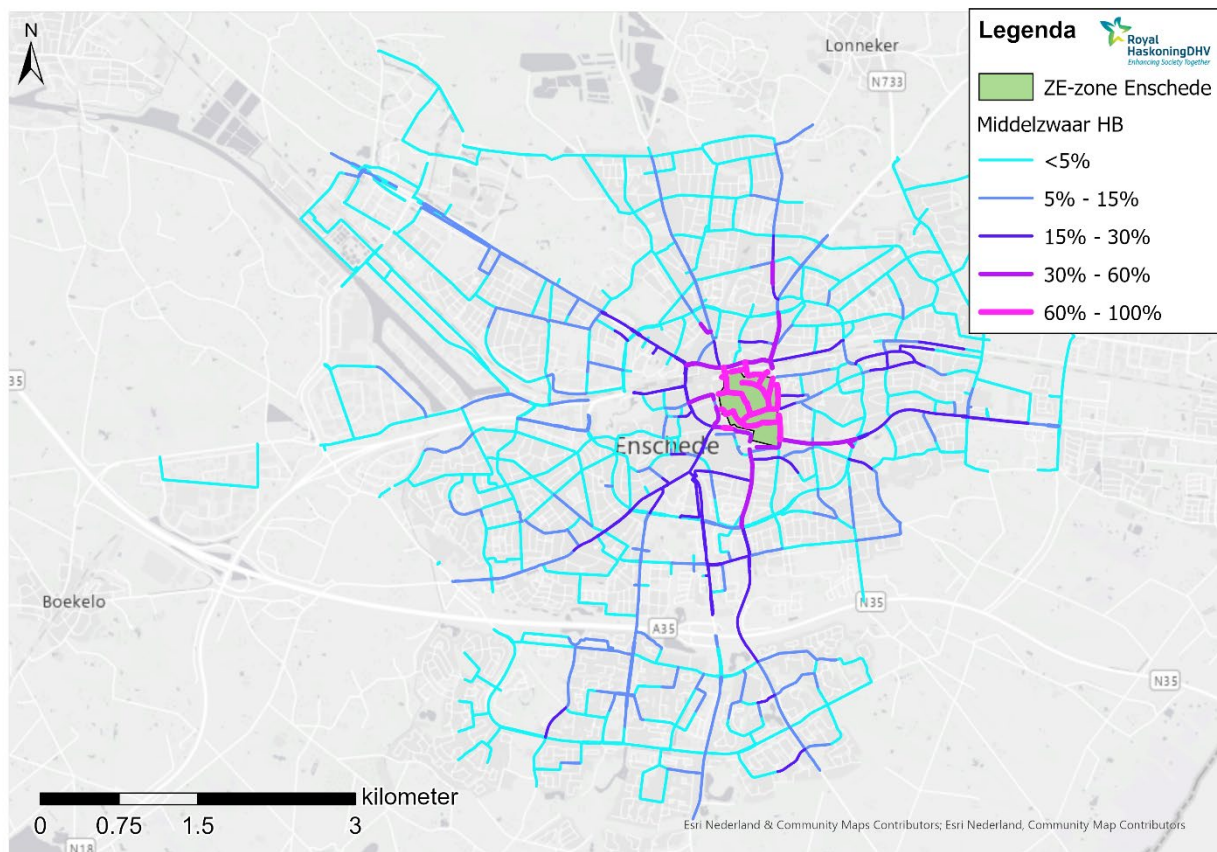 N
Lonneker
N733
Legenda
Royal
HaskoningDHV
Enhancing Society Together
ZE-zone Enschede
Middelzwaar HB
<5%
5% - 15%
15% - 30%
30% - 60%
60% - 100%
35
Enschede
Boekelo
N35
A35
N35
kilometer
0 0.75 1.5 3
N18
Esri Nederland & Community Maps Contributors; Esri Nederland, Community Map Contributors